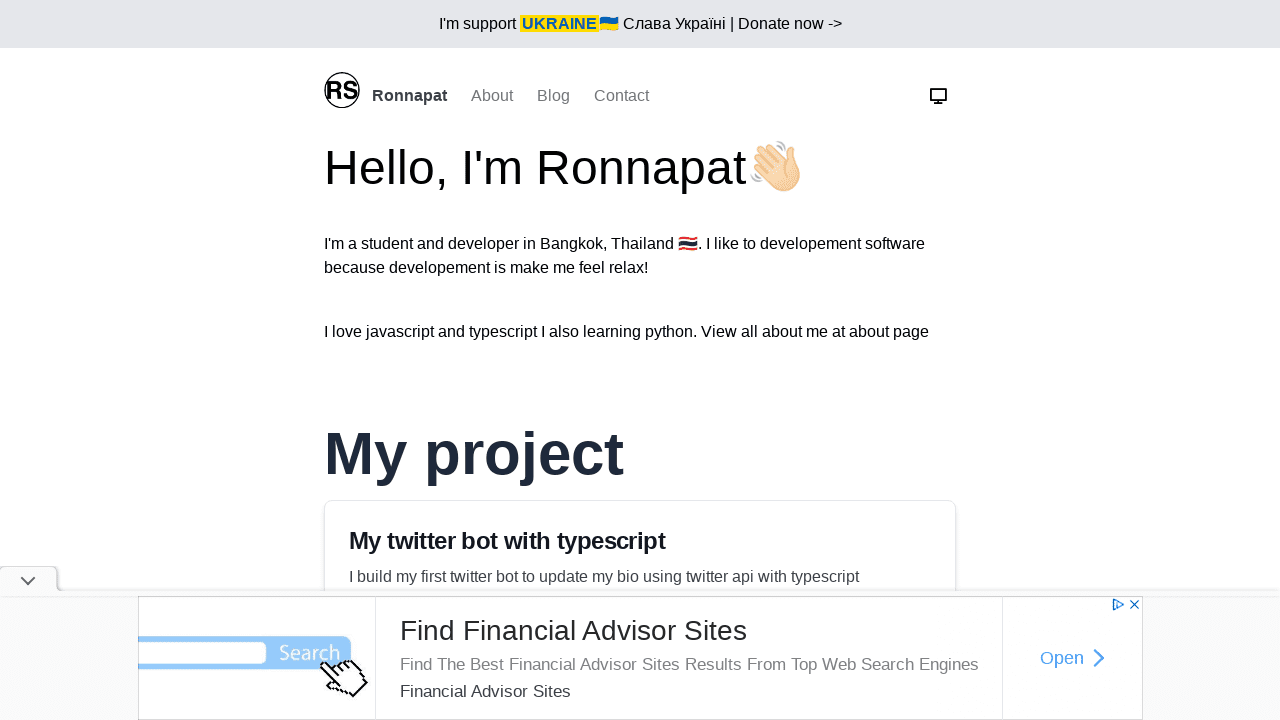 I'm support UKRAINE🇺🇦 Слава Україні | Donate now ->
RS Ronnapat About Blog Contact
Hello, I'm Ronnapat👋🏻
I'm a student and developer in Bangkok, Thailand 🇹🇭. I like to developement software
because developement is make me feel relax!
I love javascript and typescript I also learning python. View all about me at about page
My project
My twitter bot with typescript
I build my first twitter bot to update my bio using twitter api with typescript
Search
Find Financial Advisor Sites
Find The Best Financial Advisor Sites Results From Top Web Search Engines
Financial Advisor Sites
Open